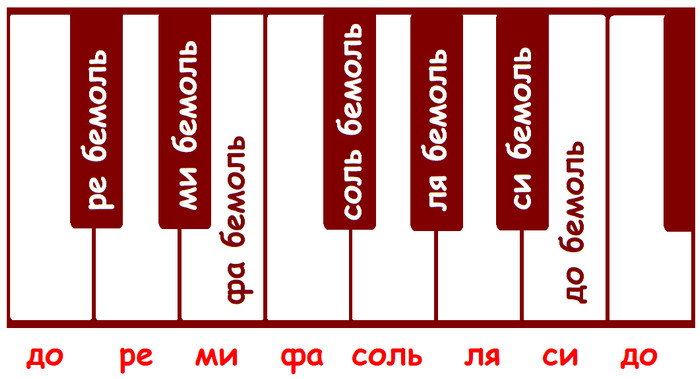 ре бемоль
ми бемоль
фа бемоль
соль бемоль
ля бемоль
си бемоль
до бемоль
до ре ми фа соль ля си до